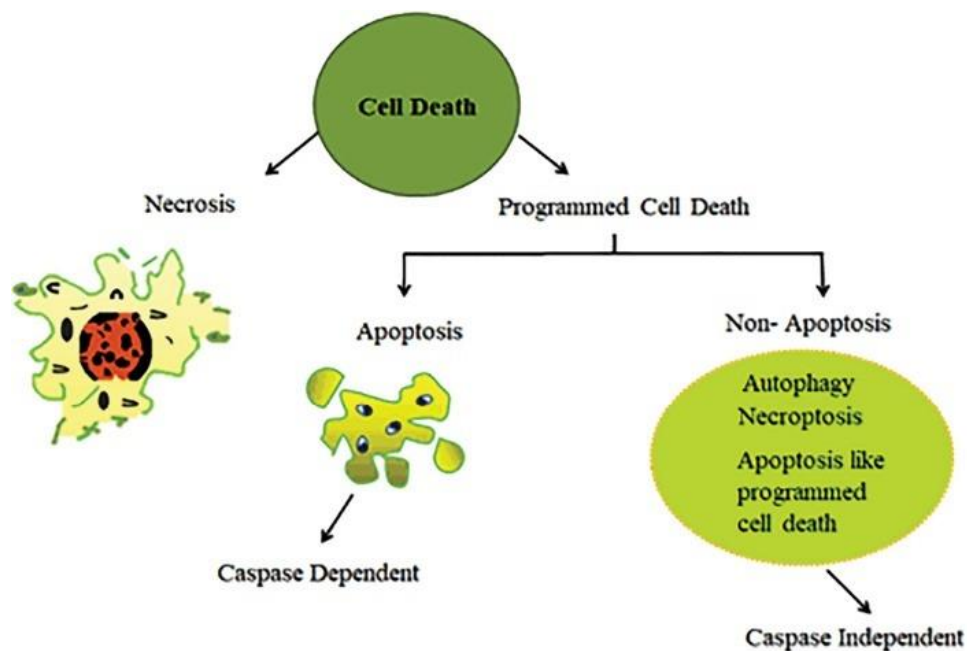 Cell Death
Necrosis
Programmed Cell Death
Apoptosis
Non- Apoptosis
Autophagy
Necroptosis
Apoptosis like
programmed
cell death
Caspase Dependent
Caspase Independent